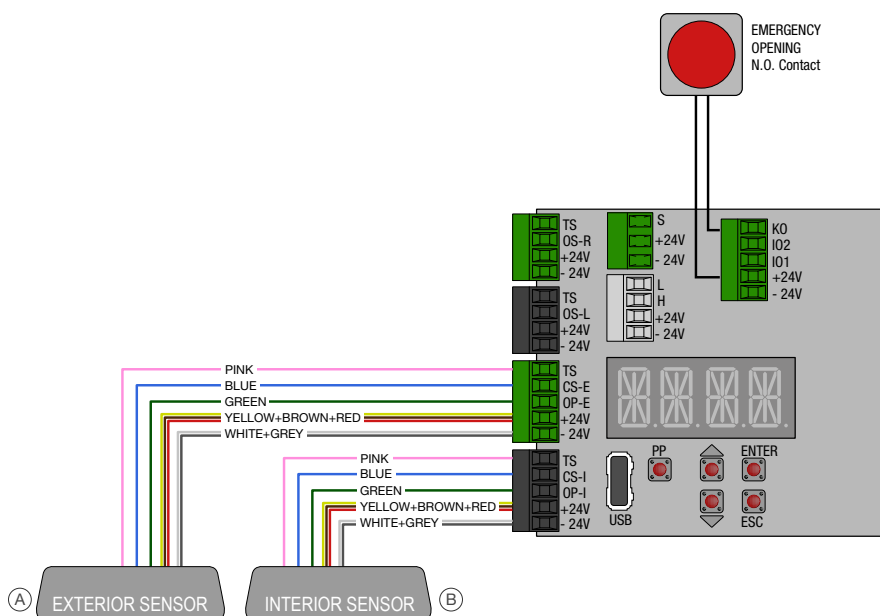 EMERGENCY
OPENING
N.O. Contact
TS
OS-R
+24V
- 24V
S
+24V
- 24V
KO
IO2
IO1
+24V
- 24V
TS
OS-L
+24V
- 24V
L
H
+24V
- 24V
PINK
BLUE
GREEN
YELLOW+BROWN+RED
WHITE+GREY
TS
CS-E
OP-E
+24V
- 24V
PINK
BLUE
GREEN
YELLOW+BROWN+RED
WHITE+GREY
TS
CS-I
OP-I
+24V
- 24V
USB
PP
ENTER
ESC
A
EXTERIOR SENSOR
INTERIOR SENSOR
B